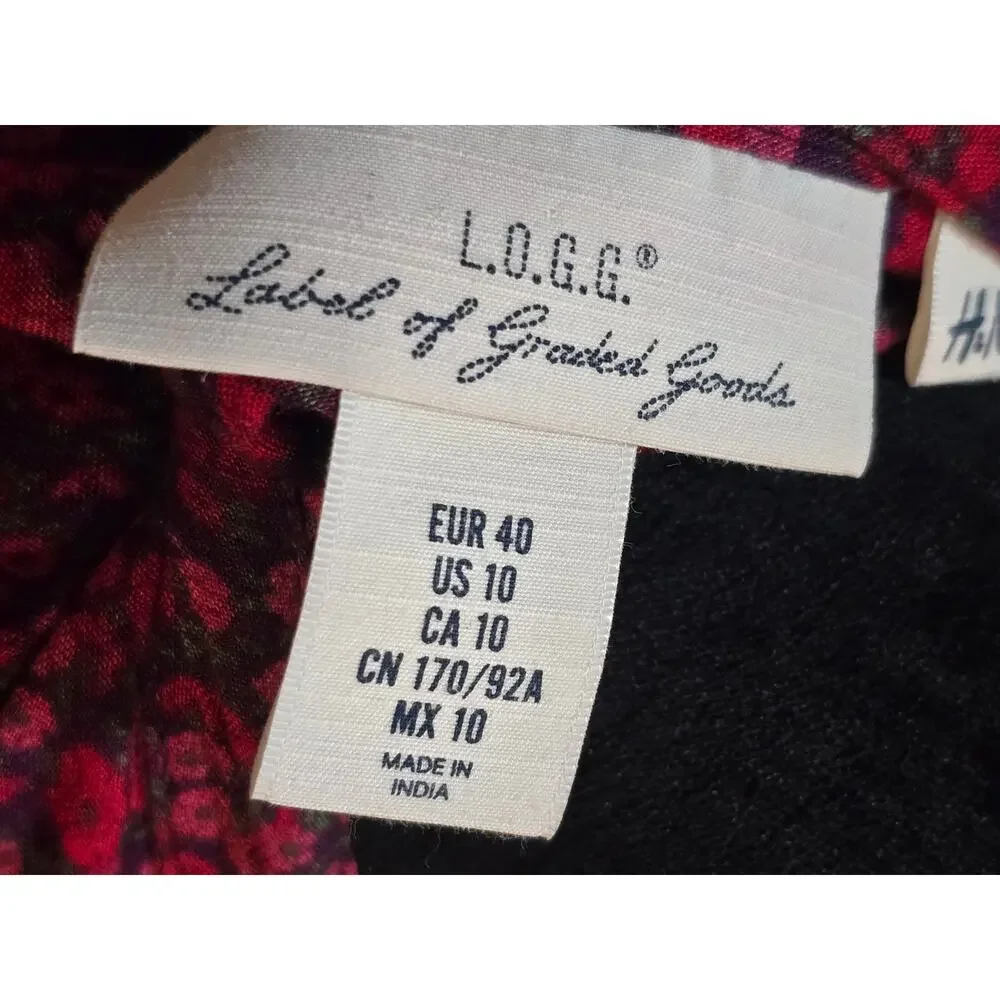 L.O.G.G.®
Label of Graded Goods
EUR 40
US 10
CA 10
CN 170/92A
MX 10
MADE IN
INDIA